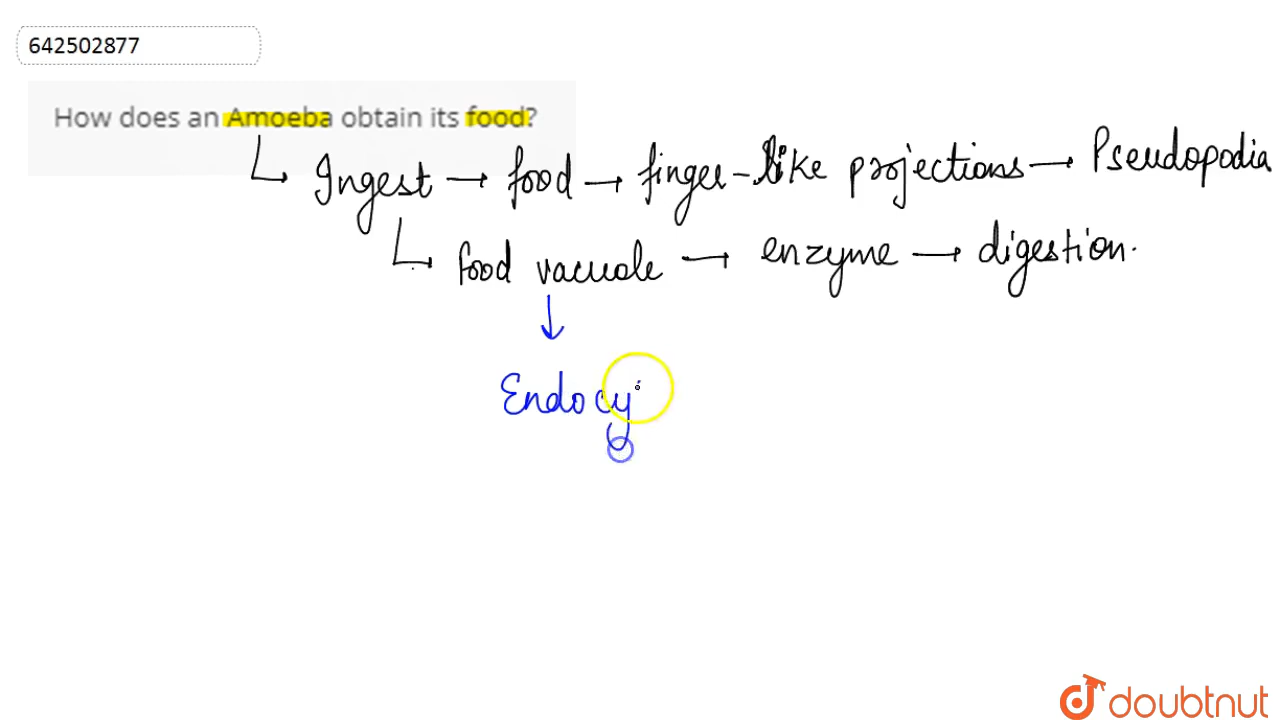 642502877
How does an Amoeba obtain its food?
Ingest → food → finger-like projections → Pseudopodia
food vacuole → enzyme → digestion.
Endocy
doubtnut